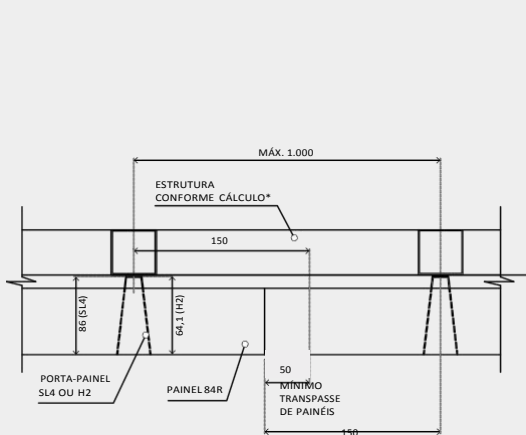 MÁX. 1.000
ESTRUTURA
CONFORME CÁLCULO*
150
86 (SL4)
64,1 (H2)
PORTA-PAINEL
SL4 OU H2
PAINEL 84R
50
MÍNIMO
TRANSPASSE
DE PAINÉIS
150